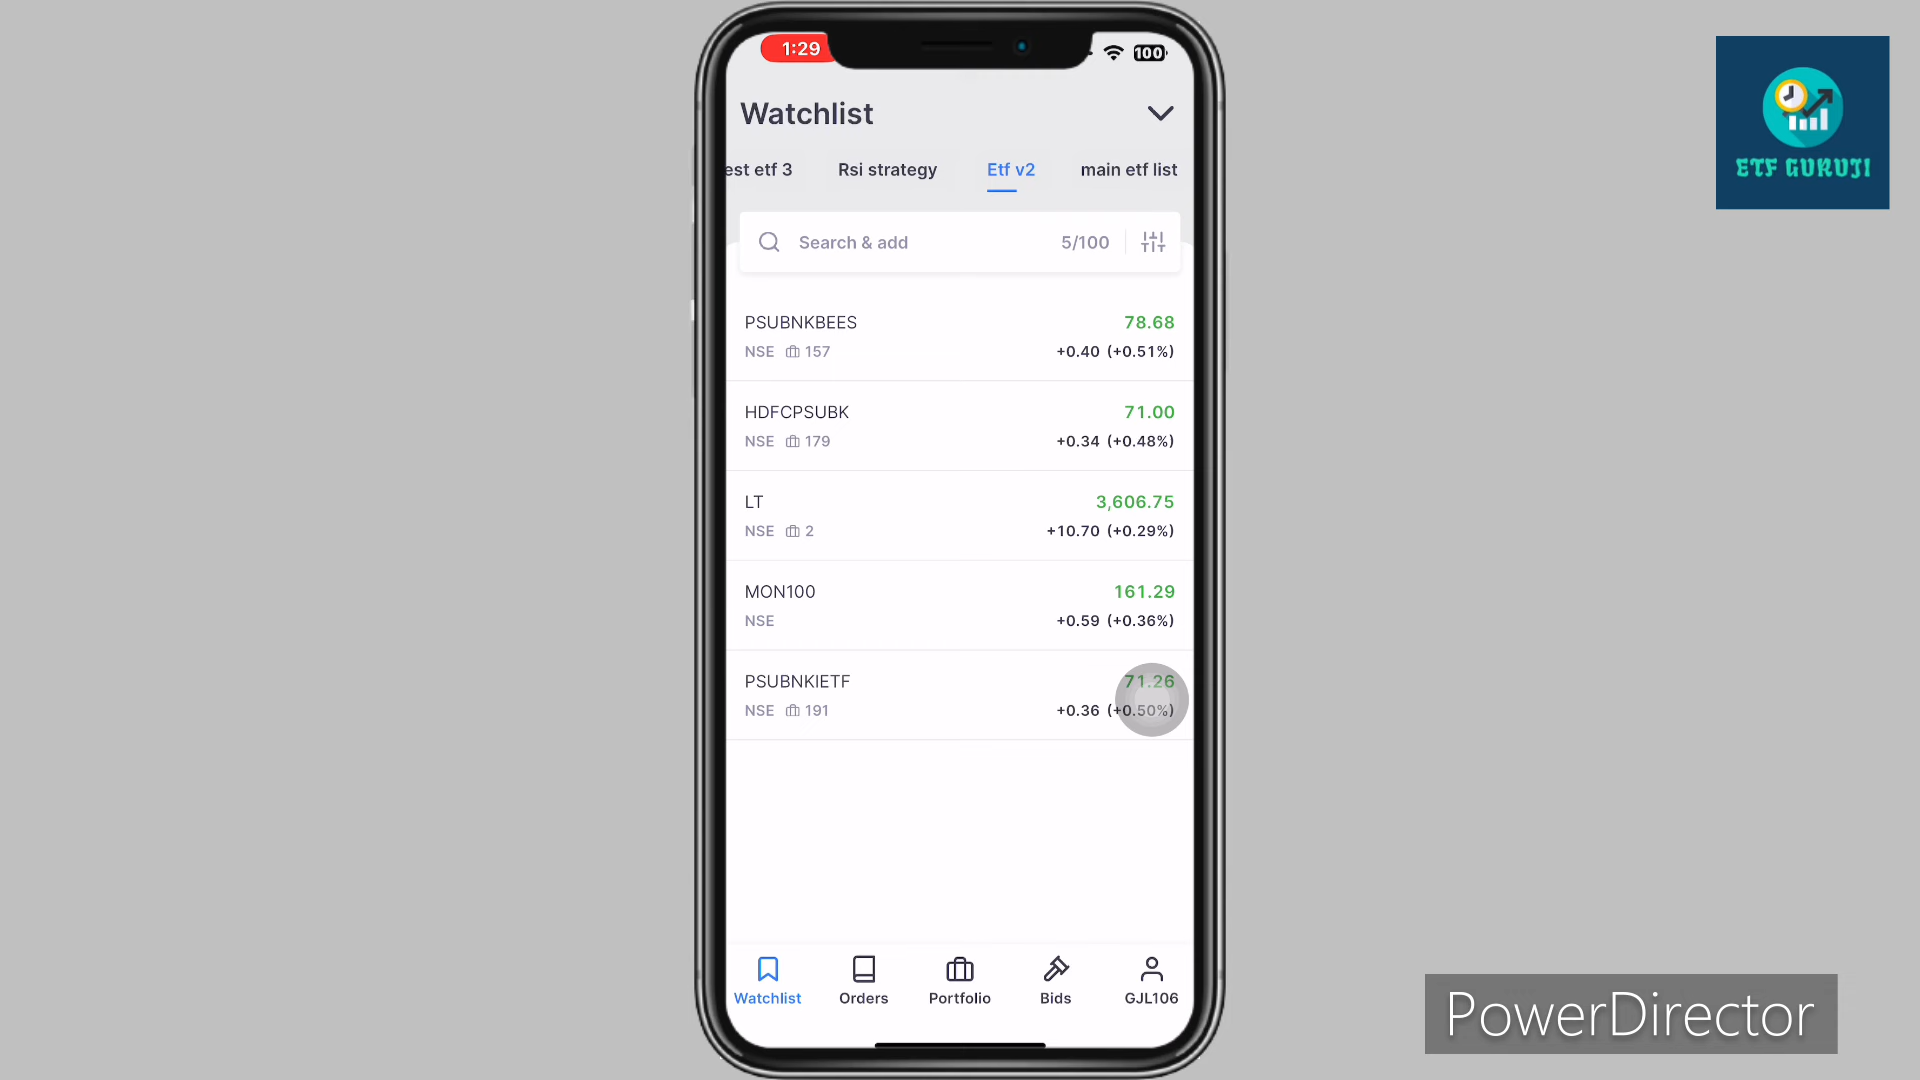 1:29
100
Watchlist
est etf 3 Rsi strategy Etf v2 main etf list
Search & add 5/100
PSUBNKBEES 78.68
NSE 157 +0.40 (+0.51%)
HDFCPSUBK 71.00
NSE 179 +0.34 (+0.48%)
LT 3,606.75
NSE 2 +10.70 (+0.29%)
MON100 161.29
NSE +0.59 (+0.36%)
PSUBNKIETF 71.26
NSE 191 +0.36 (+0.50%)
Watchlist Orders Portfolio Bids GJL106
ETF GURUJI
PowerDirector